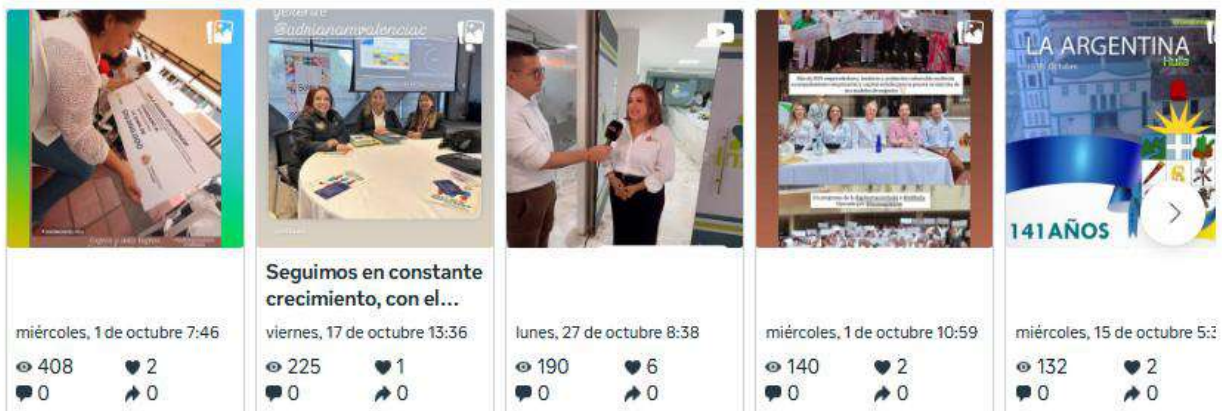 gerente
@adrianamvalenciac
LA ARGENTINA
Huila
141 AÑOS
Seguimos en constante
crecimiento, con el...
miércoles, 1 de octubre 7:46
viernes, 17 de octubre 13:36
lunes, 27 de octubre 8:38
miércoles, 1 de octubre 10:59
miércoles, 15 de octubre 5:3
408
2
225
1
190
6
140
2
132
2
0
0
0
0
0
0
0
0
0
0